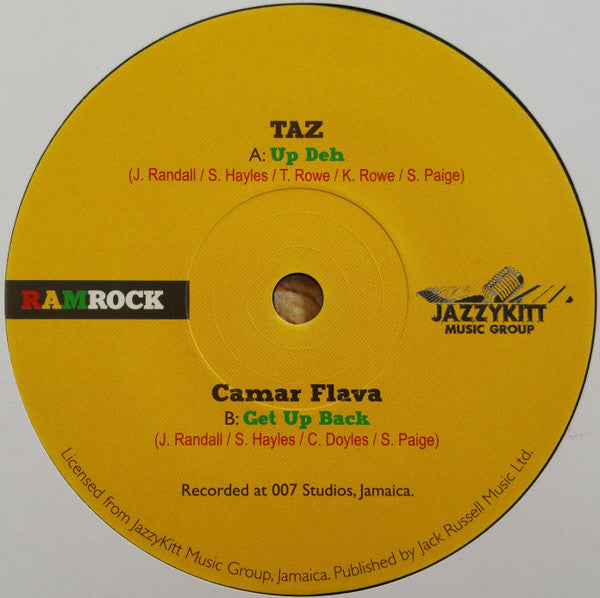 TAZ
A: Up Deh
(J. Randall / S. Hayles / T. Rowe / K. Rowe / S. Paige)
RAMROCK
JAZZYKITT
MUSIC GROUP
Camar Flava
B: Get Up Back
(J. Randall / S. Hayles / C. Doyles / S. Paige)
Recorded at 007 Studios, Jamaica.
Licensed from JazzyKitt Music Group, Jamaica. Published by Jack Russell Music Ltd.